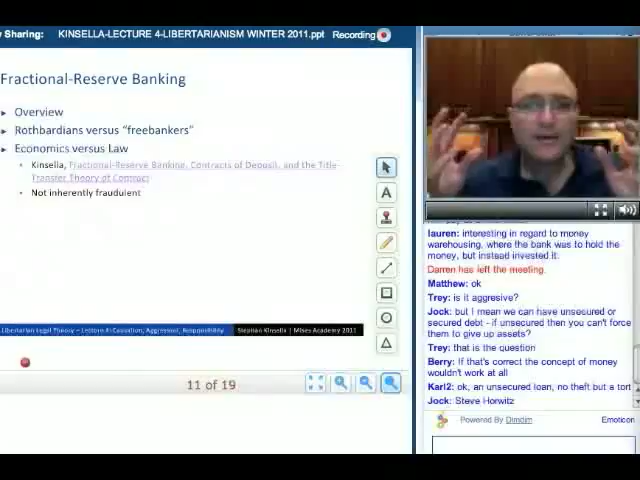 Sharing: KINSELLA-LECTURE 4-LIBERTARIANISM WINTER 2011.ppt Recording
Fractional-Reserve Banking
Overview
Rothbardians versus "freebankers"
Economics versus Law
Kinsella, Fractional-Reserve Banking, Contracts of Deposit, and the Title-
Transfer Theory of Contract
Not inherently fraudulent
A
Libertarian Legal Theory – Lecture 4: Causation, Aggression, Responsibility
Stephan Kinsella | Mises Academy 2011
11 of 19
lauren: interesting in regard to money
warehousing, where the bank was to hold the
money, but instead invested it.
Darren has left the meeting.
Matthew: ok
Trey: is it aggresive?
Jock: but I mean we can have unsecured or
secured debt - if unsecured then you can't force
them to give up assets?
Trey: that is the question
Berry: If that's correct the concept of money
wouldn't work at all
Karl2: ok, an unsecured loan, no theft but a tort
Jock: Steve Horwitz
Powered By Dimdim
Emoticon